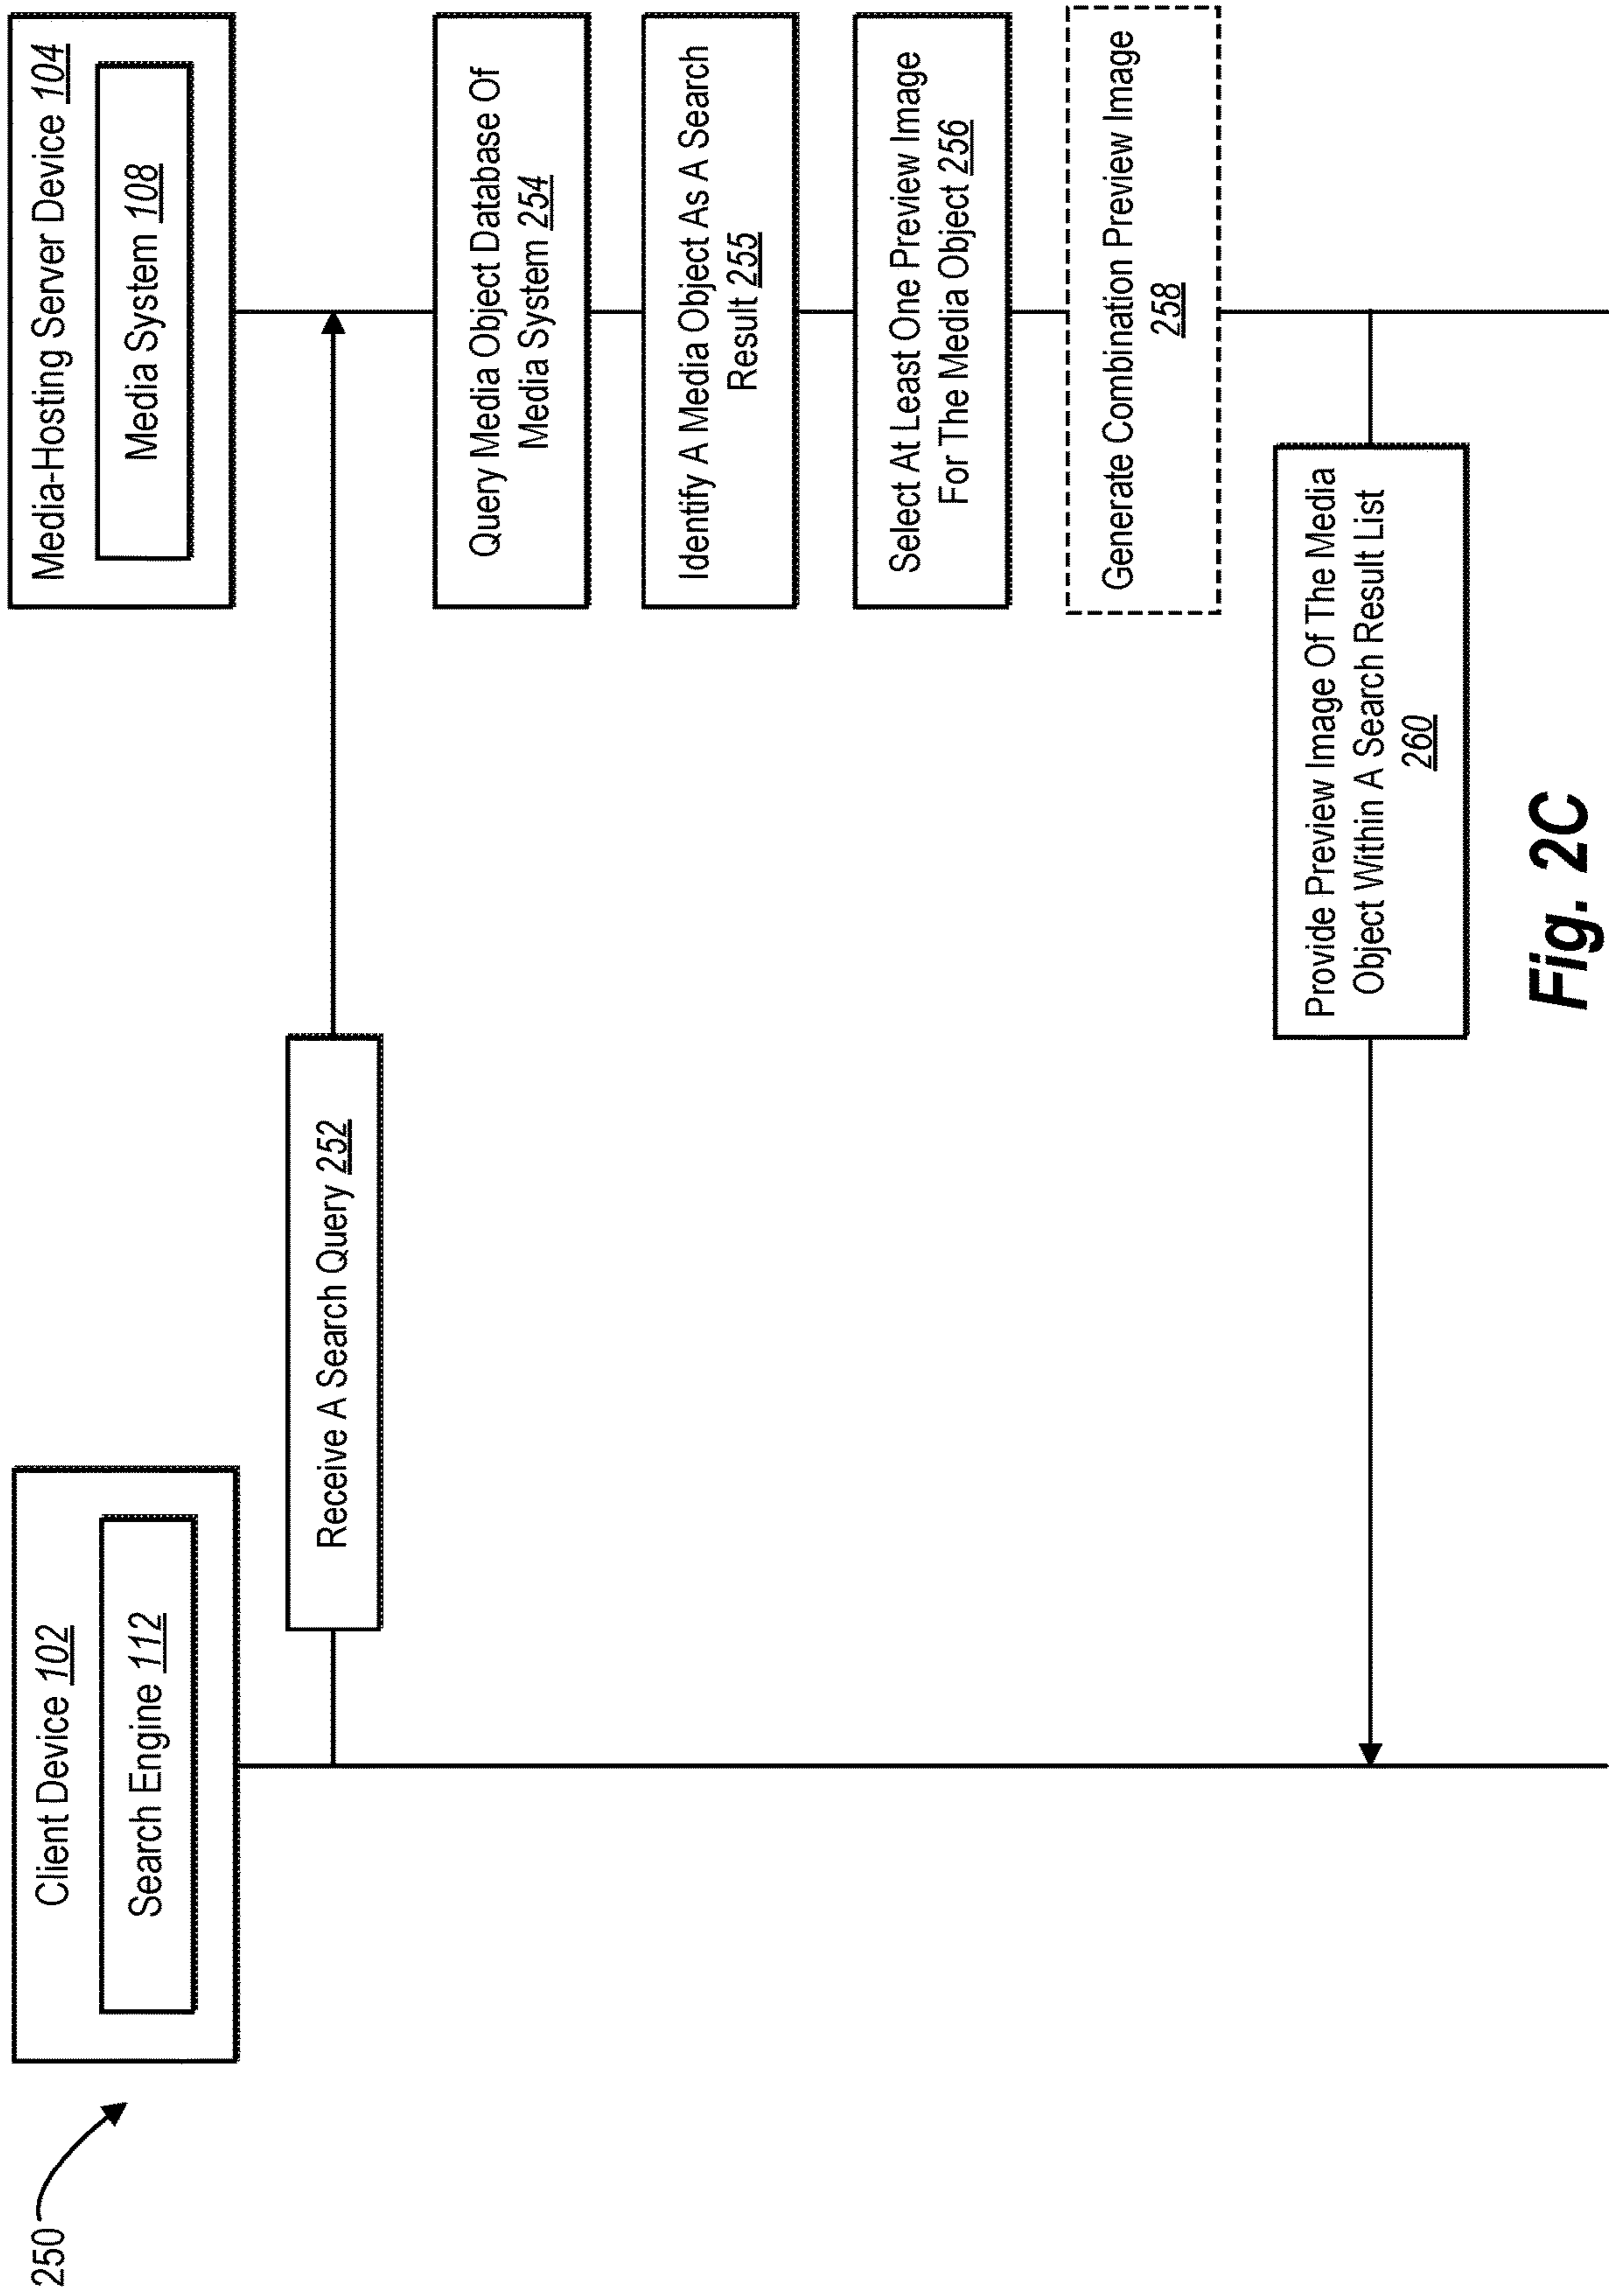 250
Client Device 102
Search Engine 112
Media-Hosting Server Device 104
Media System 108
Receive A Search Query 252
Query Media Object Database Of
Media System 254
Identify A Media Object As A Search
Result 255
Select At Least One Preview Image
For The Media Object 256
Generate Combination Preview Image
258
Provide Preview Image Of The Media
Object Within A Search Result List
260
Fig. 2C